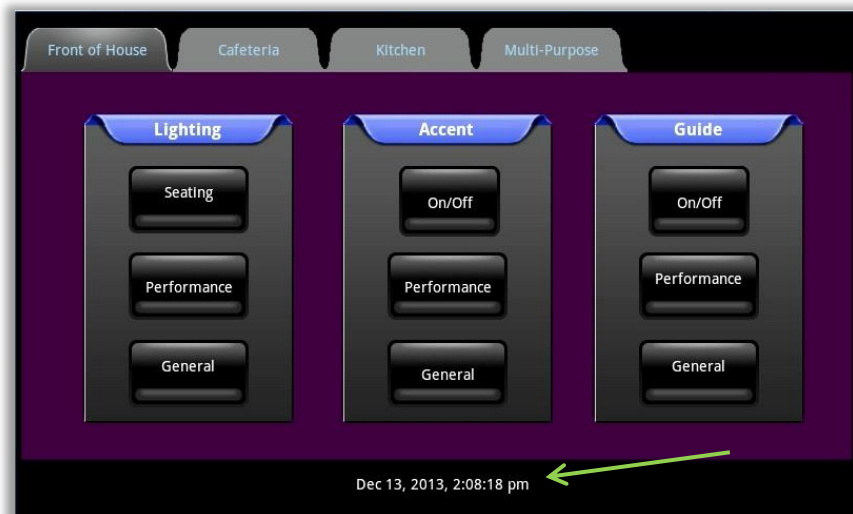 Front of House
Cafeteria
Kitchen
Multi-Purpose
Lighting
Seating
Performance
General
Accent
On/Off
Performance
General
Guide
On/Off
Performance
General
Dec 13, 2013, 2:08:18 pm